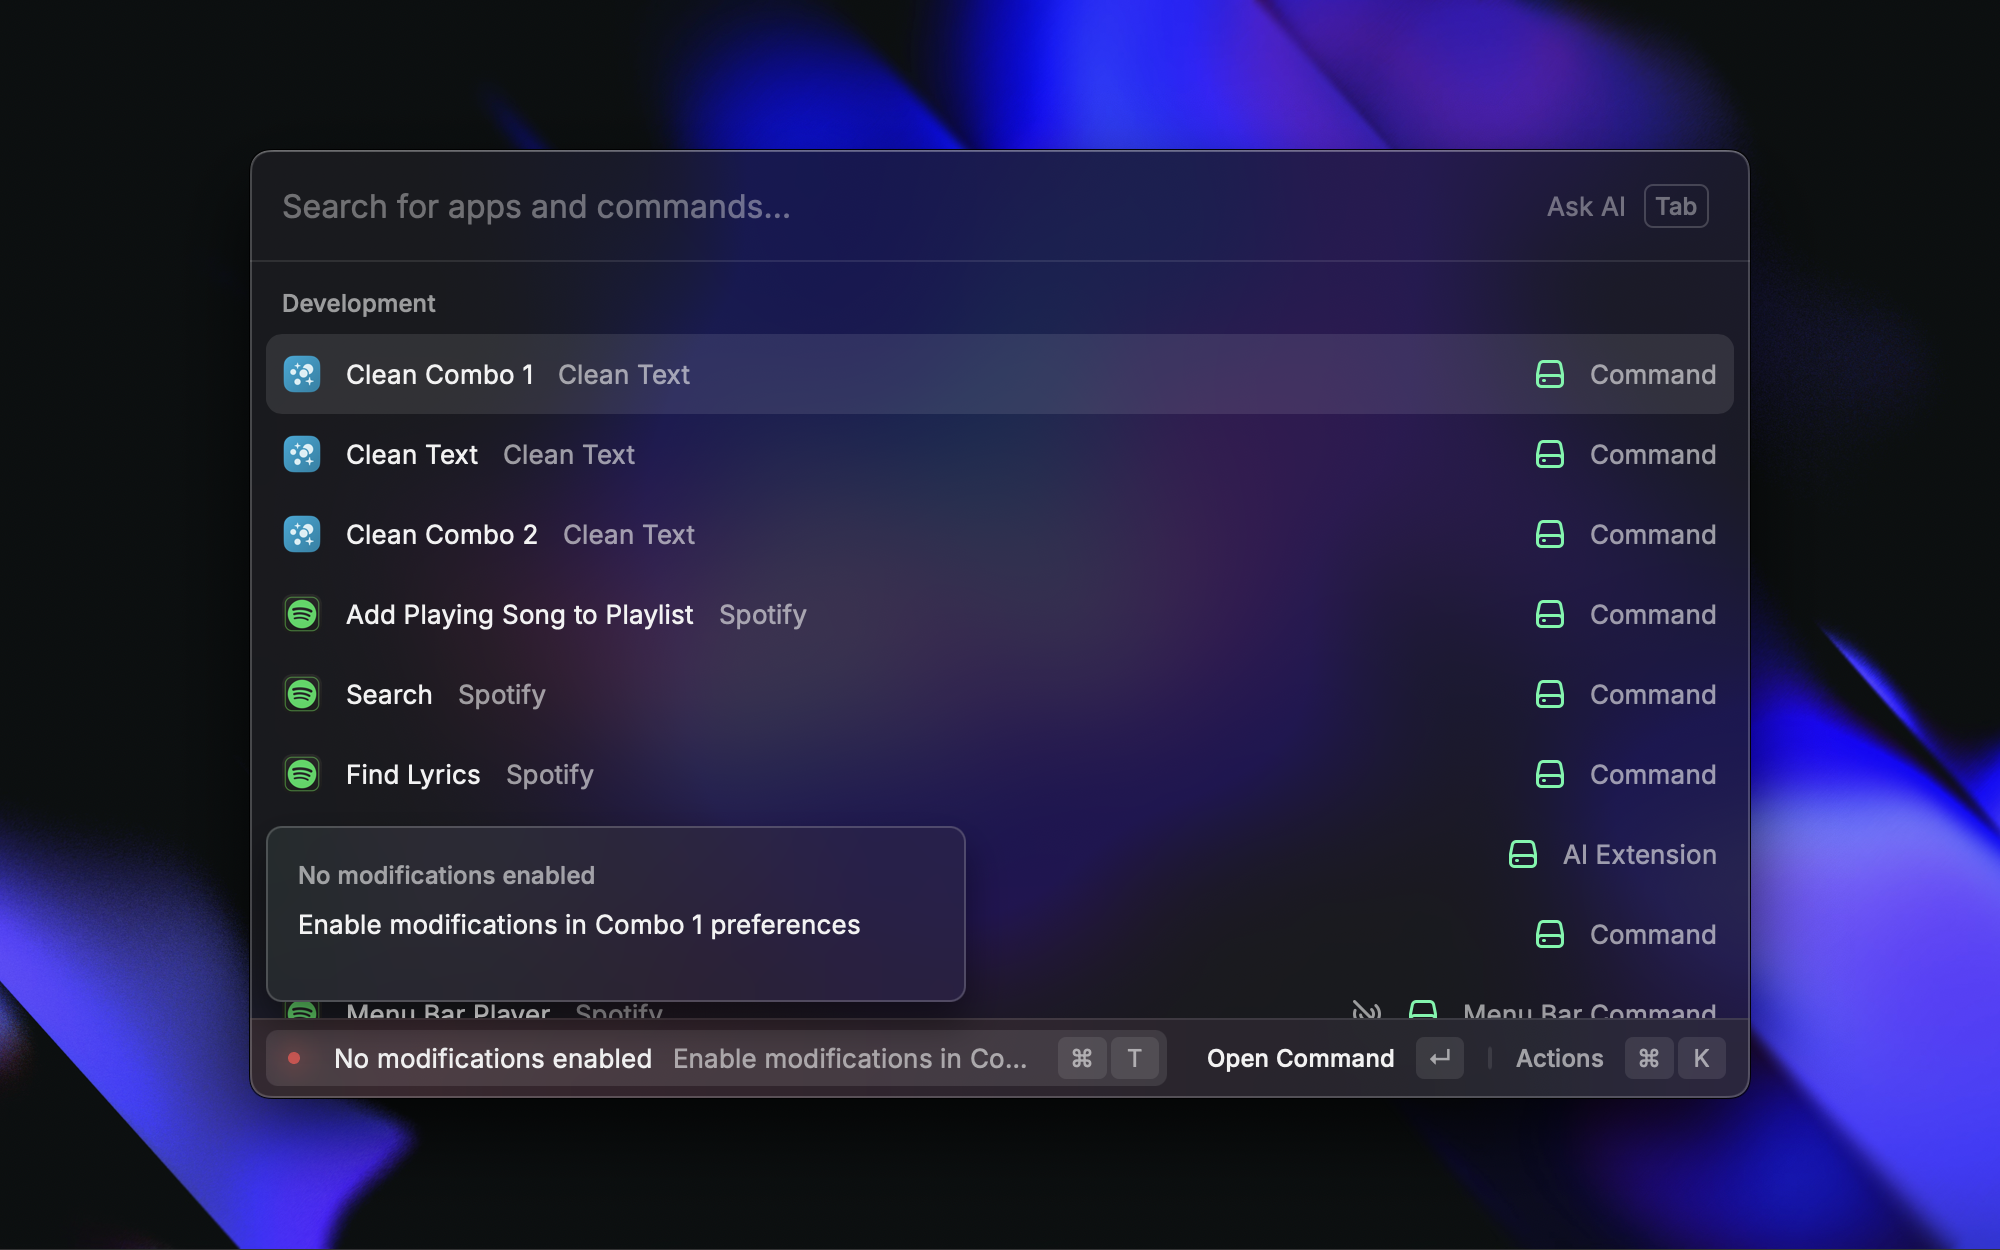 Search for apps and commands...
Ask AI Tab
Development
Clean Combo 1 Clean Text Command
Clean Text Clean Text Command
Clean Combo 2 Clean Text Command
Add Playing Song to Playlist Spotify Command
Search Spotify Command
Find Lyrics Spotify Command
AI Extension
No modifications enabled
Enable modifications in Combo 1 preferences
Command
Menu Bar Player Spotify Menu Bar Command
No modifications enabled Enable modifications in Co... ⌘ T Open Command ↵ Actions ⌘ K